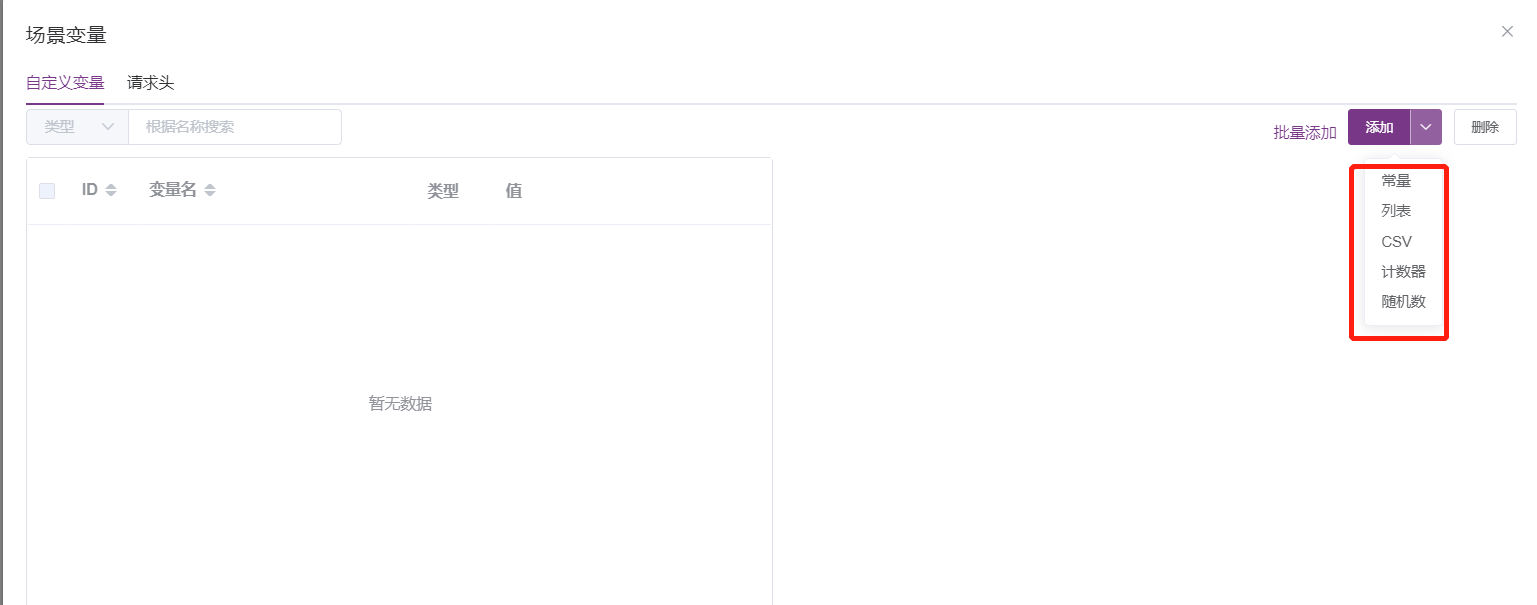 场景变量
自定义变量 请求头
类型 根据名称搜索 批量添加 添加 删除
ID 变量名 类型 值
常量
列表
CSV
计数器
随机数
暂无数据